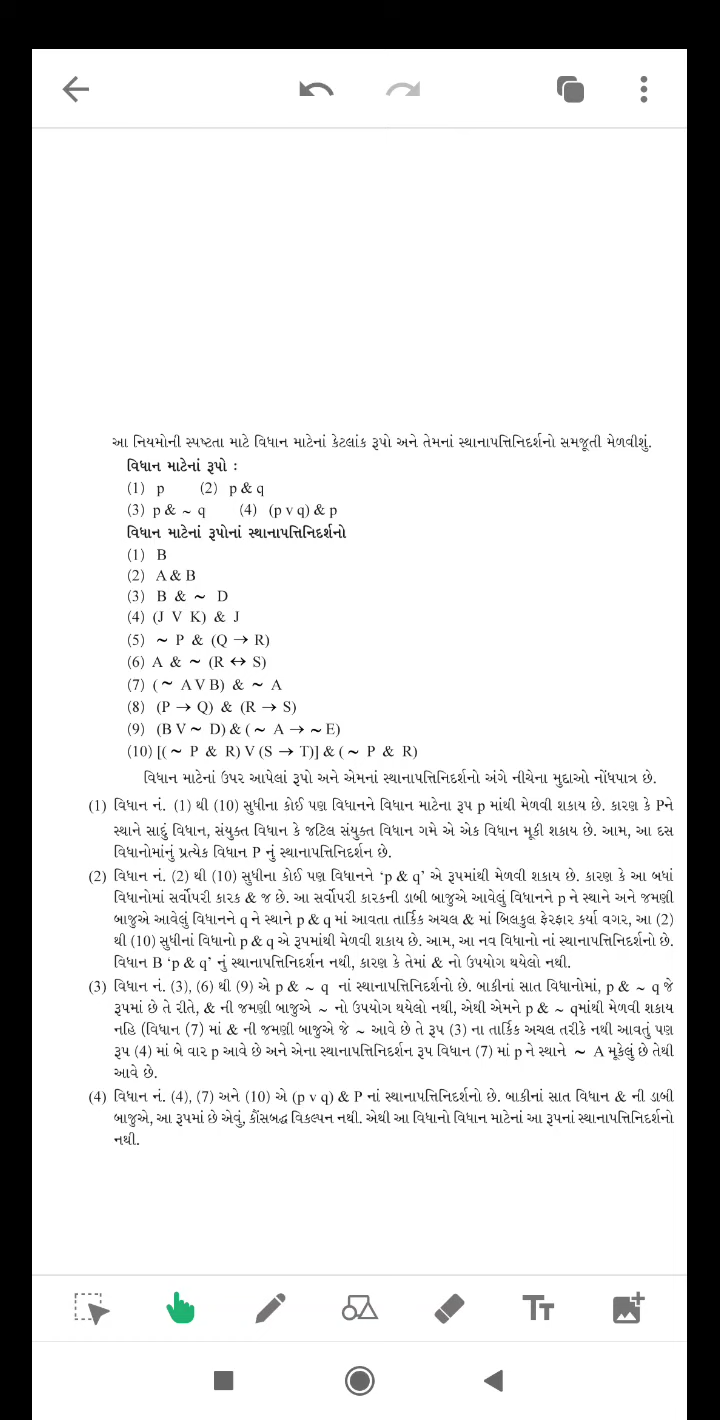 આ નિયમોની સ્પષ્ટતા માટે વિધાન માટેનાં કેટલાંક રૂપો અને તેમનાં સ્થાનાપત્તિનિદર્શનો સમજૂતી મેળવીશું.
વિધાન માટેનાં રૂપો :
(1) p (2) p & q
(3) p & ~ q (4) (p v q) & p
વિધાન માટેનાં રૂપોનાં સ્થાનાપત્તિનિદર્શનો
(1) B
(2) A & B
(3) B & ~ D
(4) (J V K) & J
(5) ~ P & (Q → R)
(6) A & ~ (R ↔ S)
(7) (~ A V B) & ~ A
(8) (P → Q) & (R → S)
(9) (B V ~ D) & (~ A → ~ E)
(10) [(~ P & R) V (S → T)] & (~ P & R)
વિધાન માટેનાં ઉપર આપેલાં રૂપો અને એમનાં સ્થાનાપત્તિનિદર્શનો અંગે નીચેના મુદ્દાઓ નોંધપાત્ર છે.
(1) વિધાન નં. (1) થી (10) સુધીના કોઈ પણ વિધાનને વિધાન માટેના રૂપ p માંથી મેળવી શકાય છે. કારણ કે Pને
સ્થાને સાદું વિધાન, સંયુક્ત વિધાન કે જટિલ સંયુક્ત વિધાન ગમે એ એક વિધાન મૂકી શકાય છે. આમ, આ દસ
વિધાનોમાંનું પ્રત્યેક વિધાન P નું સ્થાનાપત્તિનિદર્શન છે.
(2) વિધાન નં. (2) થી (10) સુધીના કોઈ પણ વિધાનને ‘p & q’ એ રૂપમાંથી મેળવી શકાય છે. કારણ કે આ બધાં
વિધાનોમાં સર્વોપરી કારક & જ છે. આ સર્વોપરી કારકની ડાબી બાજુએ આવેલું વિધાનને p ને સ્થાને અને જમણી
બાજુએ આવેલું વિધાનને q ને સ્થાને p & q માં આવતા તાર્કિક અચલ & માં બિલકુલ ફેરફાર કર્યા વગર, આ (2)
થી (10) સુધીનાં વિધાનો p & q એ રૂપમાંથી મેળવી શકાય છે. આમ, આ નવ વિધાનો નાં સ્થાનાપત્તિનિદર્શનો છે.
વિધાન B ‘p & q’ નું સ્થાનાપત્તિનિદર્શન નથી, કારણ કે તેમાં & નો ઉપયોગ થયેલો નથી.
(3) વિધાન નં. (3), (6) થી (9) એ p & ~ q નાં સ્થાનાપત્તિનિદર્શનો છે. બાકીનાં સાત વિધાનોમાં, p & ~ q જે
રૂપમાં છે તે રીતે, & ની જમણી બાજુએ ~ નો ઉપયોગ થયેલો નથી, એથી એમને p & ~ qમાંથી મેળવી શકાય
નહિ (વિધાન (7) માં & ની જમણી બાજુએ જે ~ આવે છે તે રૂપ (3) ના તાર્કિક અચલ તરીકે નથી આવતું પણ
રૂપ (4) માં બે વાર p આવે છે અને એના સ્થાનાપત્તિનિદર્શન રૂપ વિધાન (7) માં p ને સ્થાને ~ A મૂકેલું છે તેથી
આવે છે.
(4) વિધાન નં. (4), (7) અને (10) એ (p v q) & P નાં સ્થાનાપત્તિનિદર્શનો છે. બાકીનાં સાત વિધાન & ની ડાબી
બાજુએ, આ રૂપમાં છે એવું, કૌંસબદ્ધ વિકલ્પન નથી. એથી આ વિધાનો વિધાન માટેનાં આ રૂપનાં સ્થાનાપત્તિનિદર્શનો
નથી.
TT